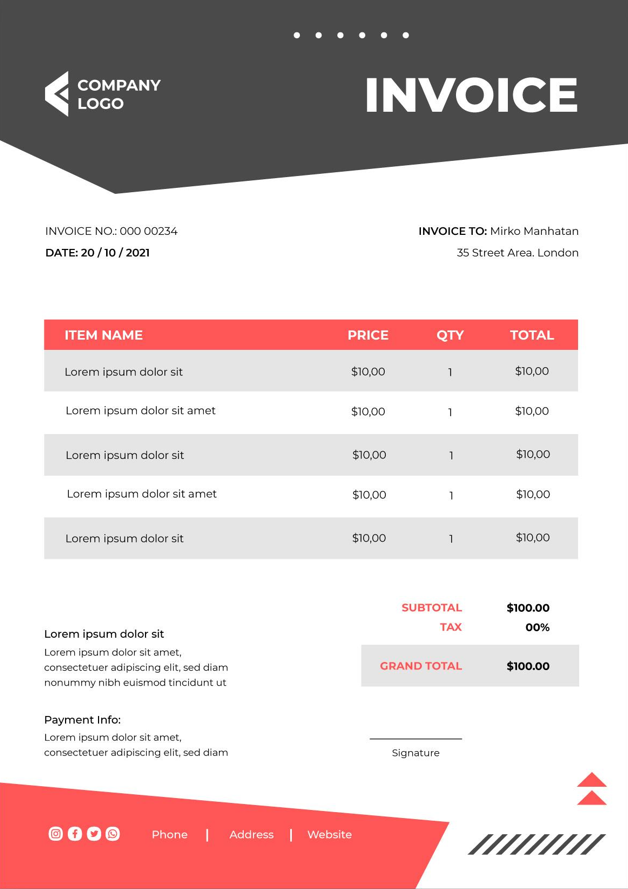 COMPANY
LOGO
INVOICE
INVOICE NO.: 000 00234
DATE: 20 / 10 / 2021
INVOICE TO: Mirko Manhatan
35 Street Area. London
ITEM NAME PRICE QTY TOTAL
Lorem ipsum dolor sit $10,00 1 $10,00
Lorem ipsum dolor sit amet $10,00 1 $10,00
Lorem ipsum dolor sit $10,00 1 $10,00
Lorem ipsum dolor sit amet $10,00 1 $10,00
Lorem ipsum dolor sit $10,00 1 $10,00
SUBTOTAL $100.00
TAX 00%
GRAND TOTAL $100.00
Lorem ipsum dolor sit
Lorem ipsum dolor sit amet,
consectetuer adipiscing elit, sed diam
nonummy nibh euismod tincidunt ut
Payment Info:
Lorem ipsum dolor sit amet,
consectetuer adipiscing elit, sed diam
Signature
Phone | Address | Website